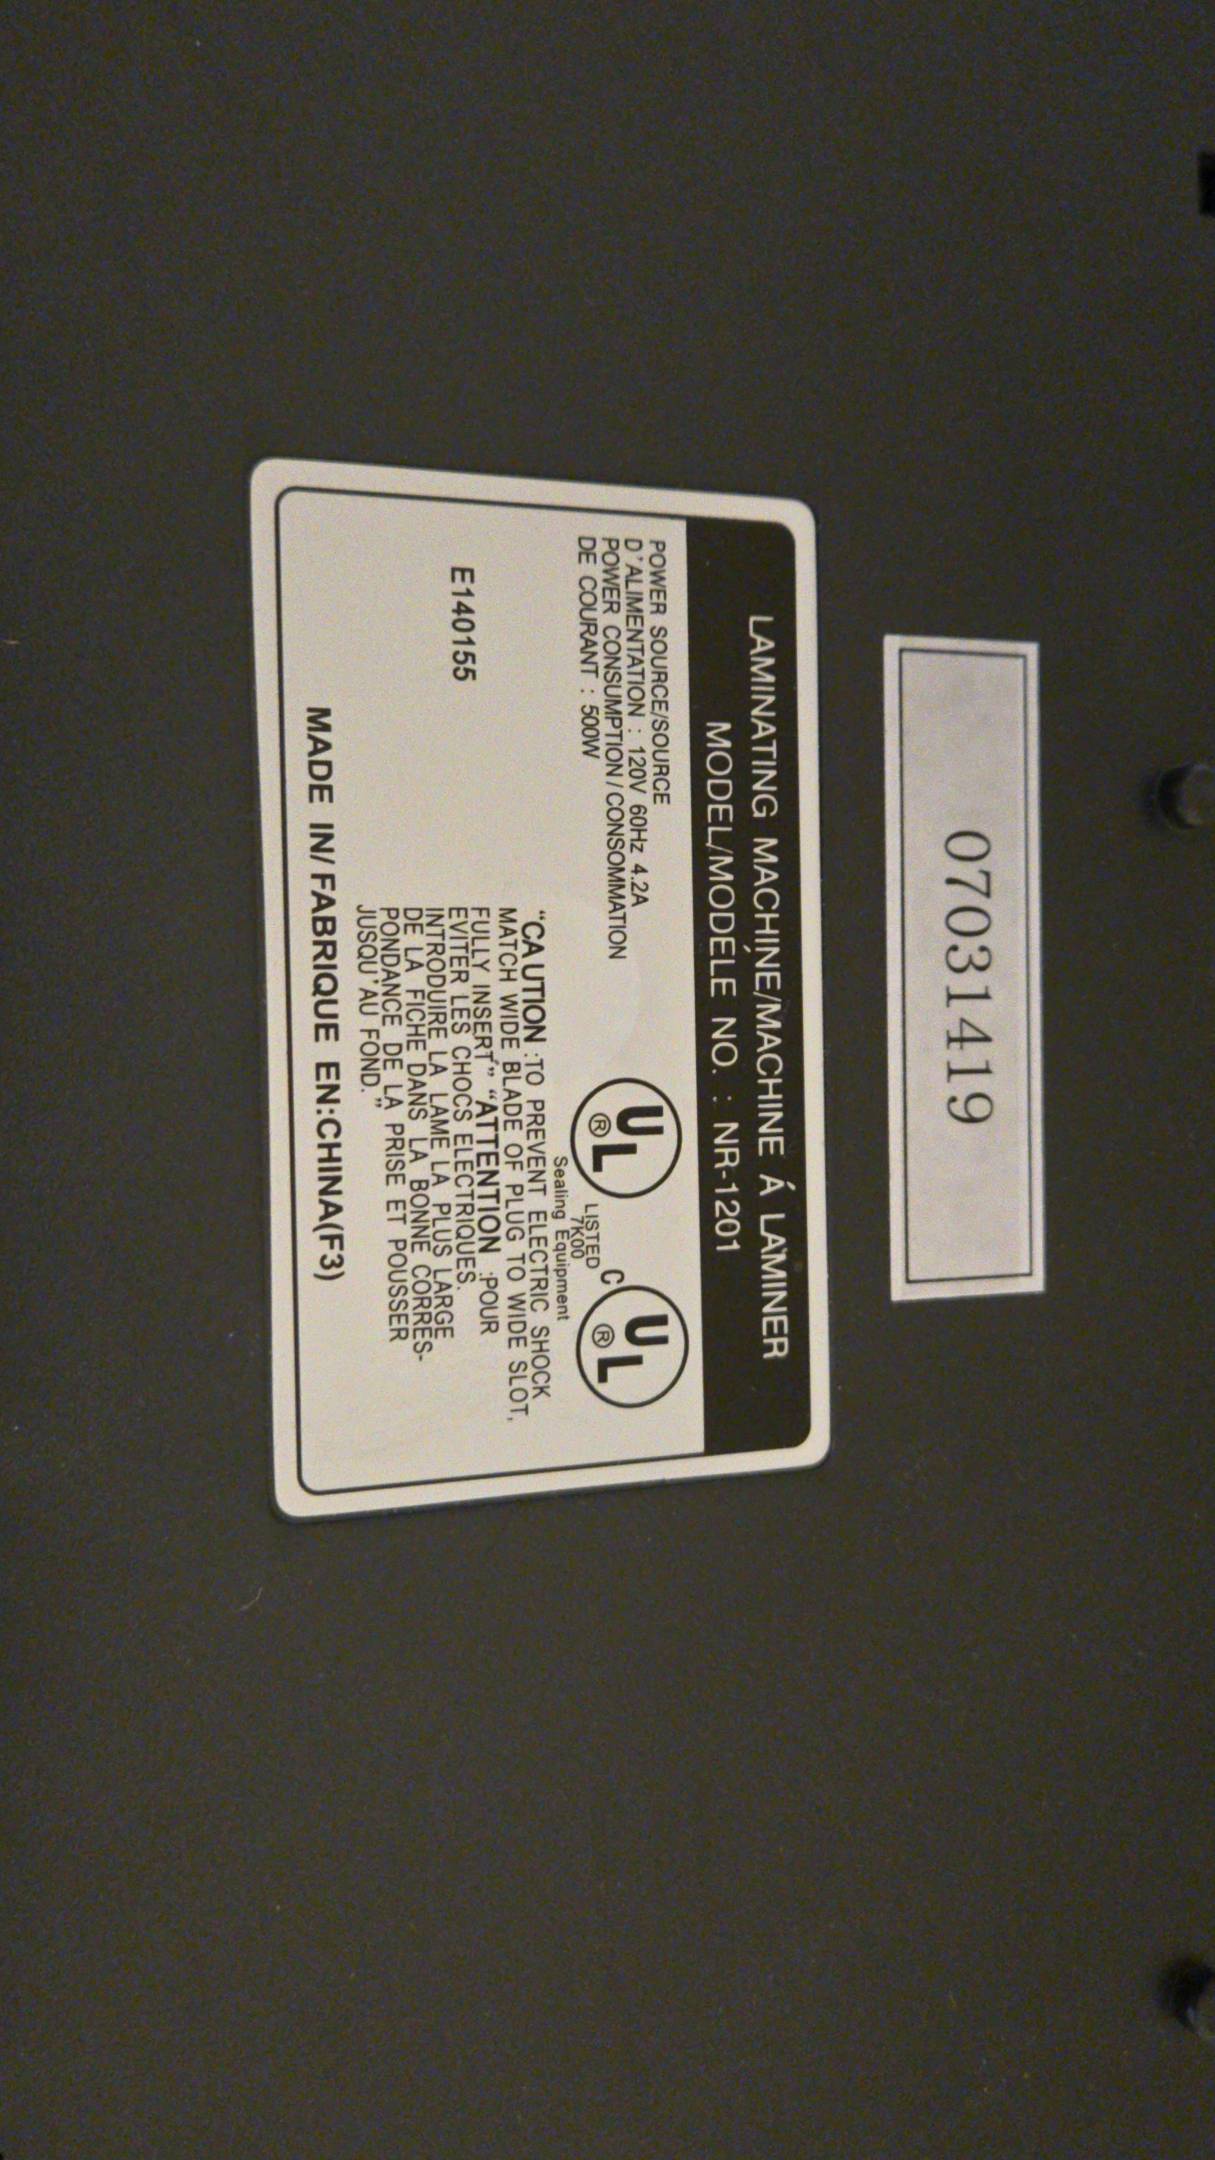 07031419
LAMINATING MACHINE/MACHINE Á LAMINER
MODEL/MODÉLE NO. : NR-1201
POWER SOURCE/SOURCE
D'ALIMENTATION : 120V 60Hz 4.2A
POWER CONSUMPTION/CONSOMMATION
DE COURANT : 500W
E140155
UL®
LISTED
7K00
C UL®
Sealing Equipment
"CAUTION :TO PREVENT ELECTRIC SHOCK
MATCH WIDE BLADE OF PLUG TO WIDE SLOT,
FULLY INSERT" "ATTENTION :POUR
EVITER LES CHOCS ELECTRIQUES.
INTRODUIRE LA LAME LA PLUS LARGE
DE LA FICHE DANS LA BONNE CORRES-
PONDANCE DE LA PRISE ET POUSSER
JUSQU'AU FOND."
MADE IN/FABRIQUE EN:CHINA(F3)